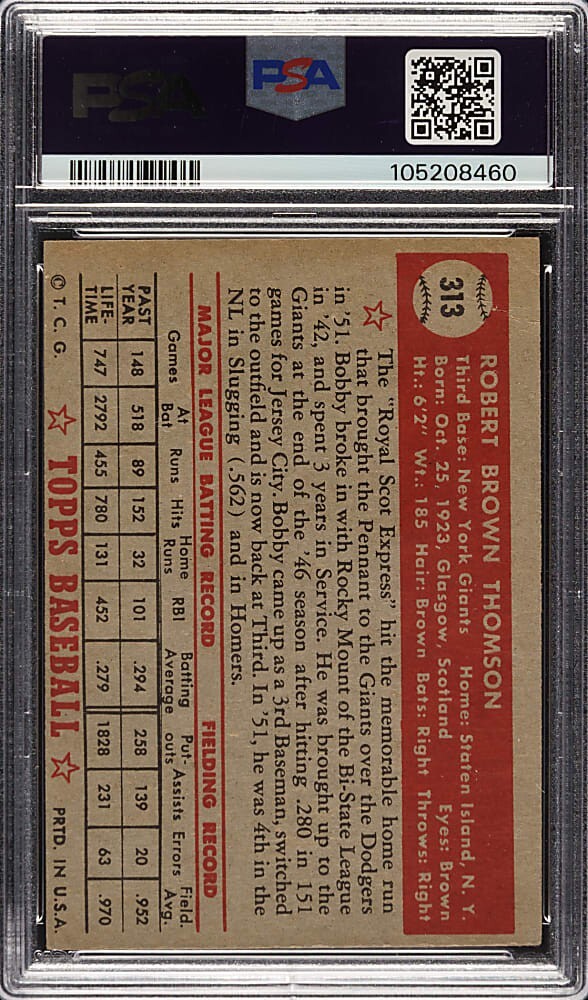 PSA
PSA
105208460
313
ROBERT BROWN THOMSON
Third Base: New York Giants Home: Staten Island, N. Y.
Born: Oct. 25, 1923, Glasgow, Scotland Eyes: Brown
Ht.: 6'2" Wt.: 185 Hair: Brown Bats: Right Throws: Right
The "Royal Scot Express" hit the memorable home run
that brought the Pennant to the Giants over the Dodgers
in '51. Bobby broke in with Rocky Mount of the Bi-State League
in '42, and spent 3 years in Service. He was brought up to the
Giants at the end of the '46 season after hitting .280 in 151
games for Jersey City. Bobby came up as a 3rd Baseman, switched
to the outfield and is now back at Third. In '51, he was 4th in the
NL in Slugging (.562) and in Homers.
MAJOR LEAGUE BATTING RECORD FIELDING RECORD
Games At Bat Runs Hits Home Runs RBI Batting Average Put-outs Assists Errors Field. Avg.
PAST YEAR 148 518 89 152 32 101 .294 258 139 20 .952
LIFE-TIME 747 2792 455 780 131 452 .279 1828 231 63 .970
© T. C. G. TOPPS BASEBALL PRTD. IN U.S.A.